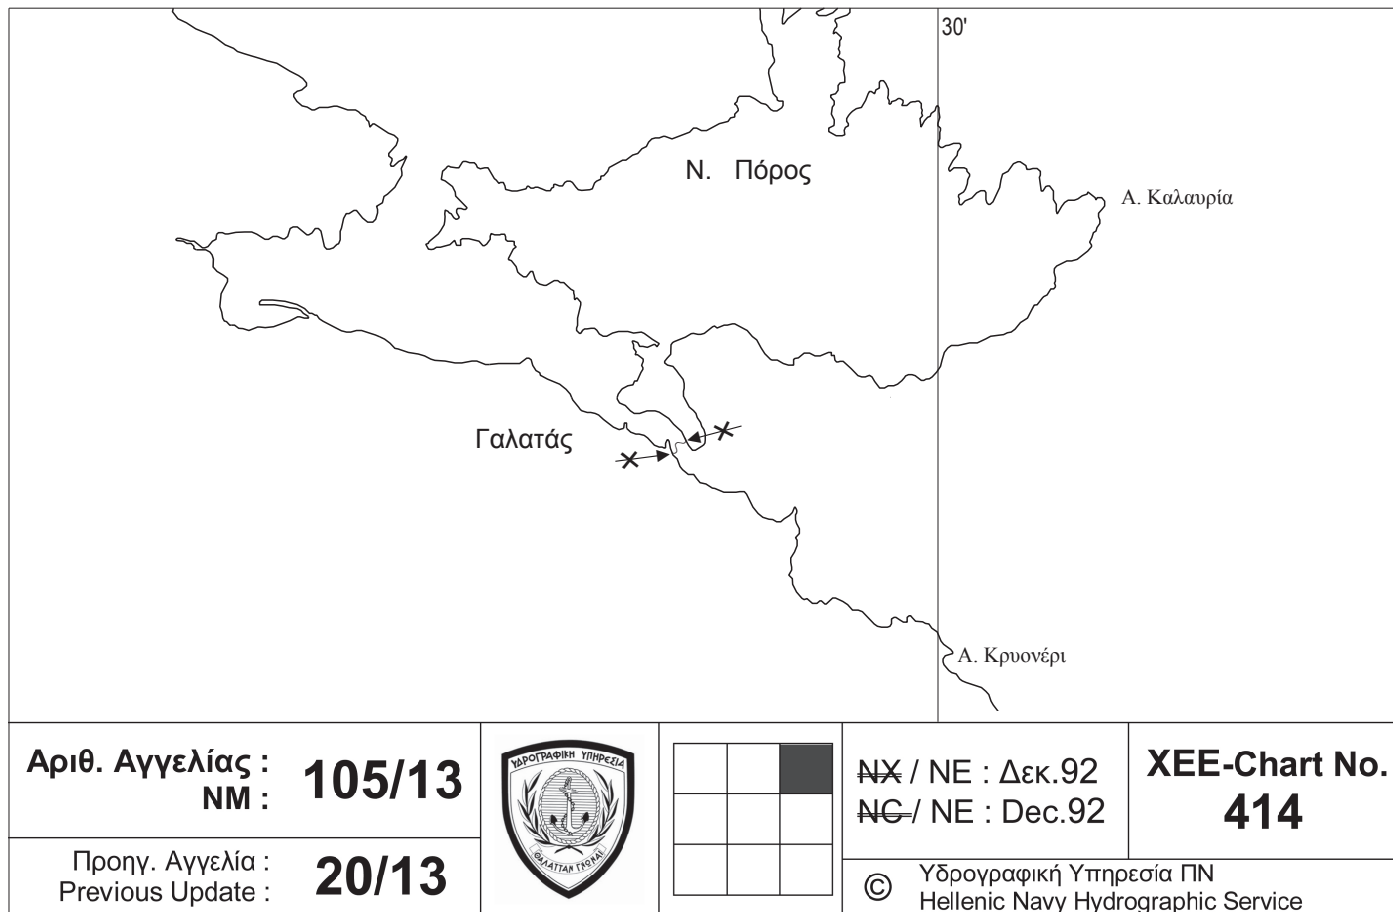 30'
Ν. Πόρος
Α. Καλαυρία
Γαλατάς
Α. Κρυονέρι
Αριθ. Αγγελίας :
NM :
105/13
Προηγ. Αγγελία :
Previous Update :
20/13
ΥΔΡΟΓΡΑΦΙΚΗ ΥΠΗΡΕΣΙΑ
ΝΧ / ΝΕ : Δεκ.92
NC / NE : Dec.92
ΧΕΕ-Chart No.
414
© Υδρογραφική Υπηρεσία ΠΝ
Hellenic Navy Hydrographic Service